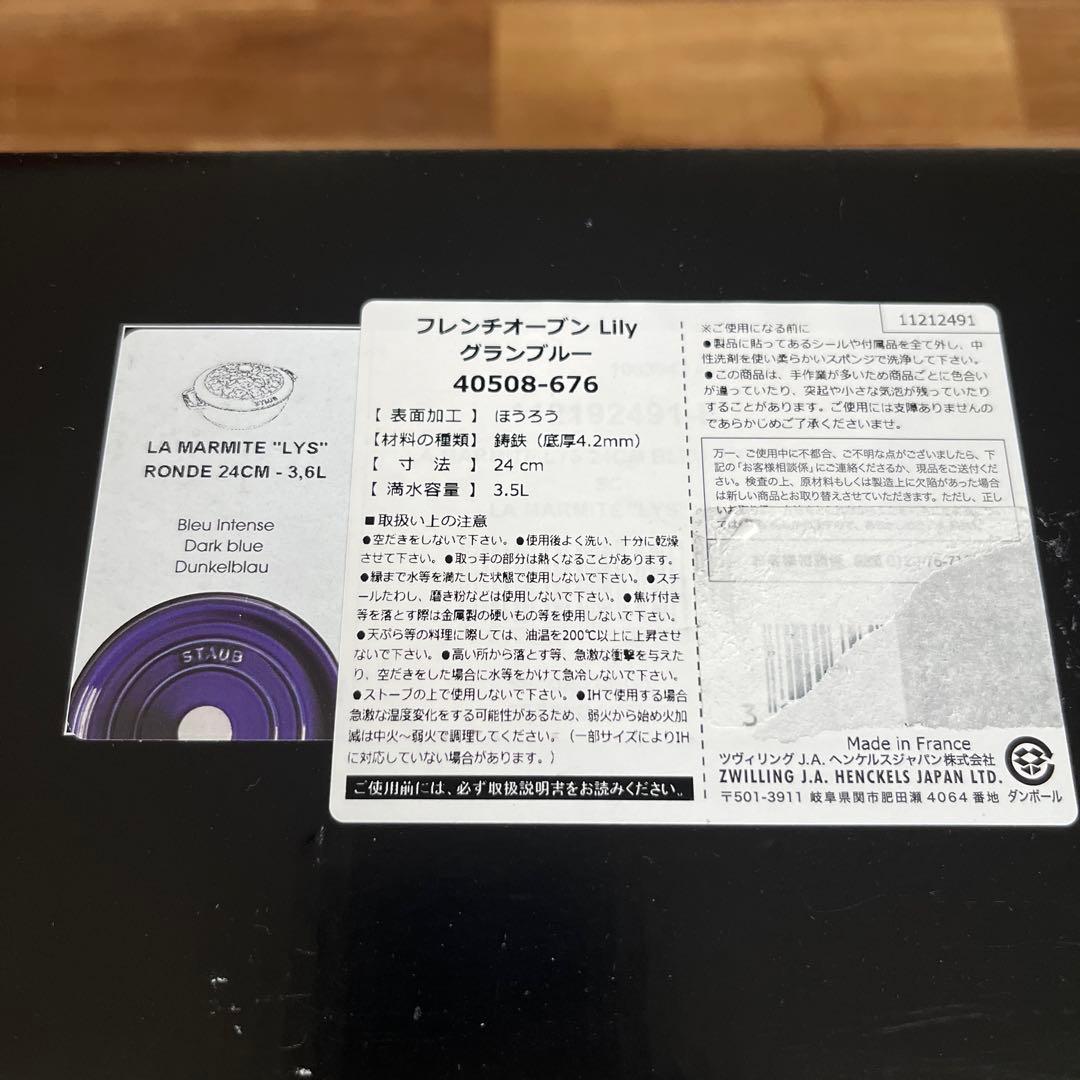 STAUB
LA MARMITE "LYS"
RONDE 24CM - 3,6L
Bleu Intense
Dark blue
Dunkelblau
STAUB
フレンチオーブン Lily
グランブルー
40508-676
【 表面加工 】 ほうろう
【材料の種類】 鋳鉄（底厚4.2mm）
【 寸 法 】 24 cm
【 満水容量 】 3.5L
■取扱い上の注意
●空だきをしないで下さい。●使用後よく洗い、十分に乾燥
させて下さい。●取っ手の部分は熱くなることがあります。
●縁まで水等を満たした状態で使用しないで下さい。●スチ
ールたわし、磨き粉などは使用しないで下さい。●焦げ付き
等を落とす際は金属製の硬いもの等を使用しないで下さい。
●天ぷら等の料理に際しては、油温を200℃以上に上昇させ
ないで下さい。●高い所から落とす等、急激な衝撃を与えた
り、空だきをした場合に水等をかけて急冷しないで下さい。
●ストーブの上で使用しないで下さい。●IHで使用する場合
急激な温度変化をする可能性があるため、弱火から始め火加
減は中火～弱火で調理してください。（一部サイズによりIH
に対応していない場合があります。）
ご使用前には、必ず取扱説明書をお読みください。
11212491
※ご使用になる前に
●製品に貼ってあるシールや付属品を全て外し、中
性洗剤を使い柔らかいスポンジで洗浄して下さい。
●この商品は、手作業が多いため商品ごとに色合い
が違っていたり、突起や小さな気泡が残っていたり
することがあります。ご使用には支障ありませんの
であらかじめご了承くださいませ。
万一、ご使用中に不都合、ご不明な点がございましたら、下
記の「お客様相談係」にご連絡くださるか、現品をご送付くだ
さい。検査の上、原材料もしくは製造上に欠陥があった場合
は新しい商品とお取り替えさせていただきます。ただし、正し
3
Made in France
ツヴィリング J.A. ヘンケルスジャパン株式会社
ZWILLING J.A. HENCKELS JAPAN LTD.
〒501-3911 岐阜県関市肥田瀬 4064 番地
ダンボール